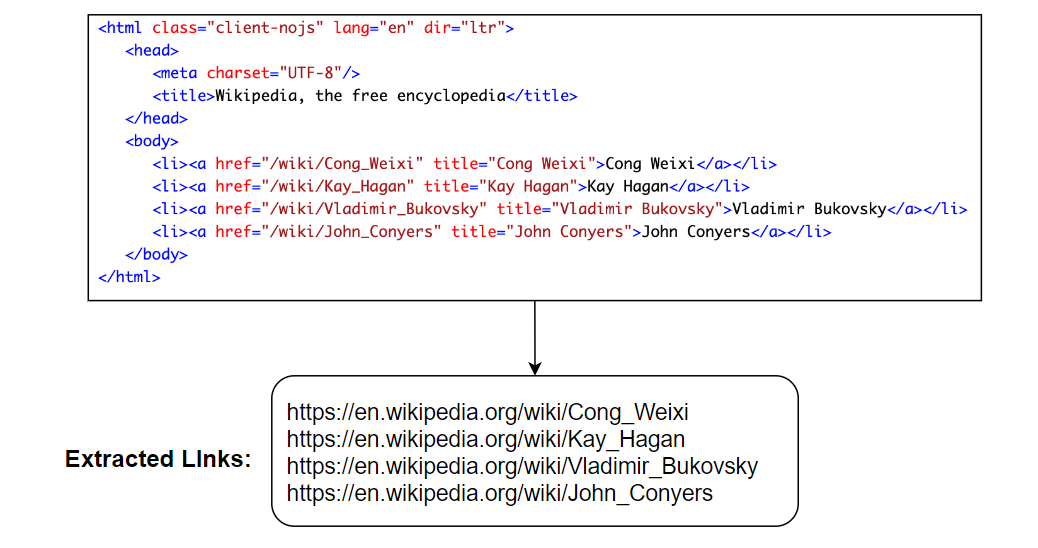 <html class="client-nojs" lang="en" dir="ltr">
<head>
<meta charset="UTF-8"/>
<title>Wikipedia, the free encyclopedia</title>
</head>
<body>
<li><a href="/wiki/Cong_Weixi" title="Cong Weixi">Cong Weixi</a></li>
<li><a href="/wiki/Kay_Hagan" title="Kay Hagan">Kay Hagan</a></li>
<li><a href="/wiki/Vladimir_Bukovsky" title="Vladimir Bukovsky">Vladimir Bukovsky</a></li>
<li><a href="/wiki/John_Conyers" title="John Conyers">John Conyers</a></li>
</body>
</html>
Extracted LInks:
https://en.wikipedia.org/wiki/Cong_Weixi
https://en.wikipedia.org/wiki/Kay_Hagan
https://en.wikipedia.org/wiki/Vladimir_Bukovsky
https://en.wikipedia.org/wiki/John_Conyers